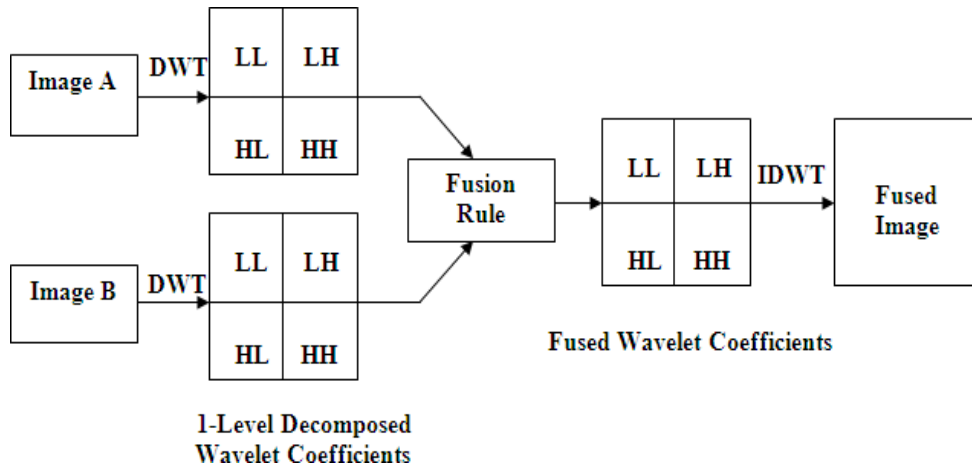 Image A
DWT
LL LH
HL HH
Image B
DWT
LL LH
HL HH
1-Level Decomposed
Wavelet Coefficients
Fusion
Rule
LL LH
HL HH
Fused Wavelet Coefficients
IDWT
Fused
Image